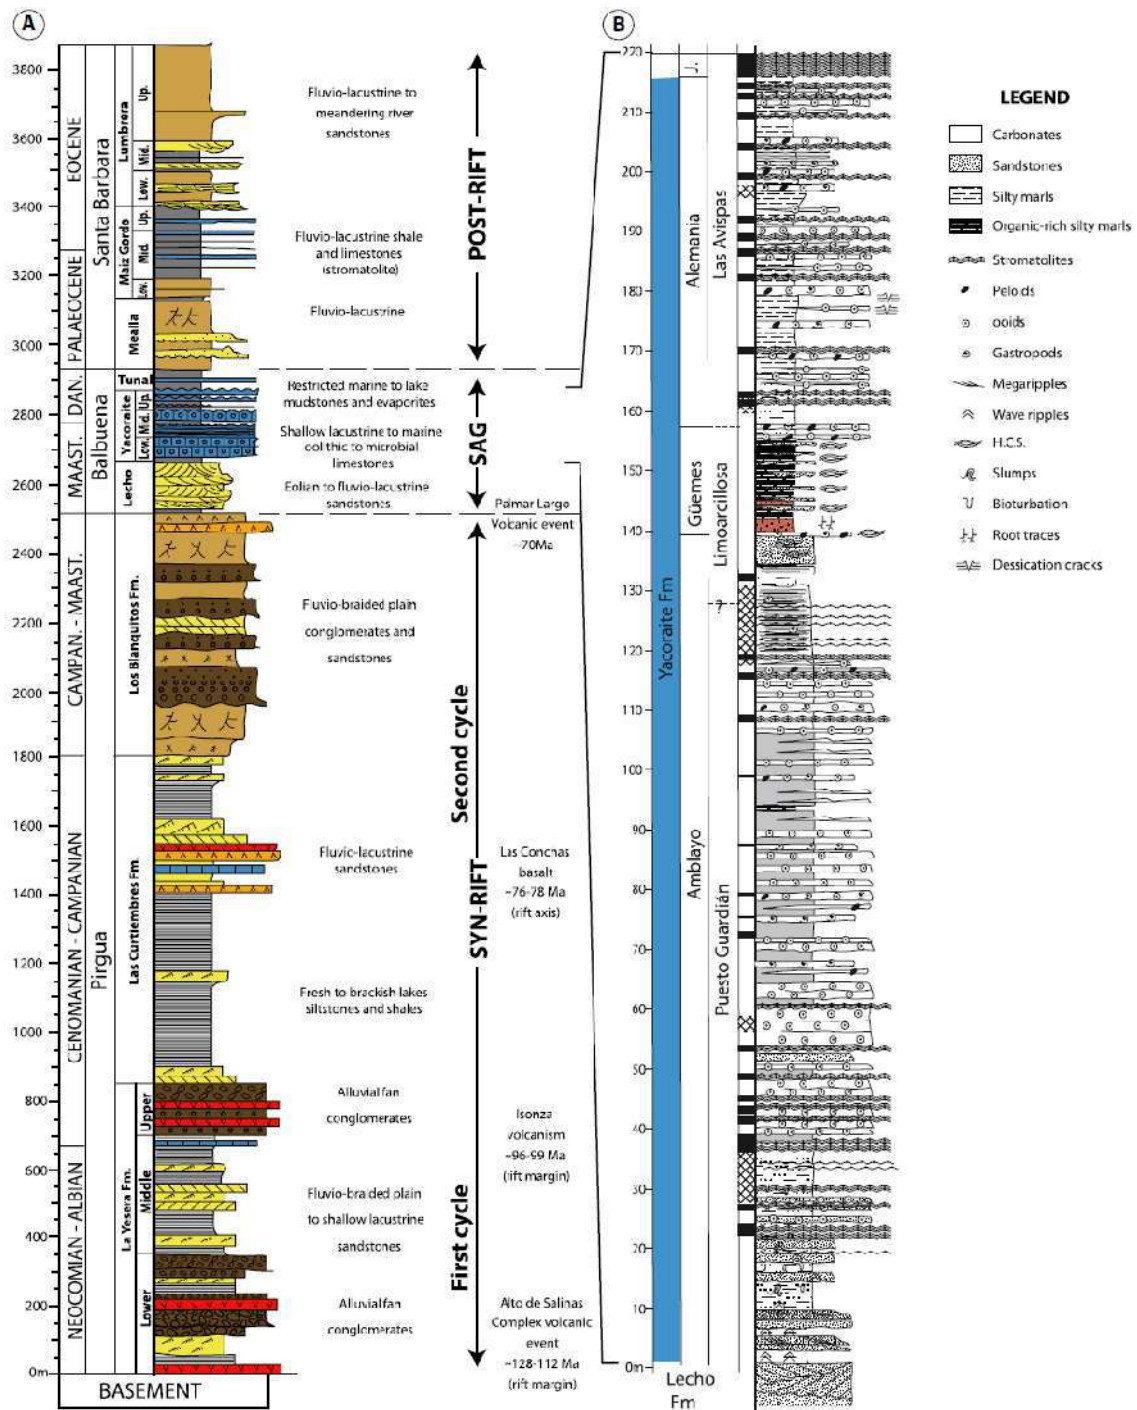 A
3800
3600
3400
3200
3000
2800
2600
2400
2200
2000
1800
1600
1400
1200
1000
800
600
400
200
0m
EOCENE
PALAEOCENE
DAN.
MAAST.
CAMPAN. - MAAST.
CENOMANIAN - CAMPANIAN
NEOCOMIAN - ALBIAN
Santa Barbara
Balbuena
Pirgua
Lumbrera
Maiz Gordo
Mealla
Tunal
Yacoraite
Lecho
Los Blanquitos Fm.
Las Curtiembres Fm.
La Yesera Fm.
Up.
Mid.
Low.
Up.
Mid
Low.
Up.
Md.
Low.
Upper
Middle
Lower
BASEMENT
Fluvio-lacustrine to
meandering river
sandstones
Fluvio-lacustrine shale
and limestones
(stromatolite)
Fluvio-lacustrine
Restricted marine to lake
mudstones and evaporites
Shallow lacustrine to marine
oolithic to microbial
limestones
Eolian to fluvio-lacustrine
sandstones
Fluvio-braided plain
conglomerates and
sandstones
Fluvio-lacustrine
sandstones
Fresh to brackish lakes
siltstones and shales
Alluvial fan
conglomerates
Fluvio-braided plain
to shallow lacustrine
sandstones
Alluvial fan
conglomerates
POST-RIFT
SAG
SYN-RIFT
Second cycle
First cycle
Palmar Largo
Volcanic event
~70Ma
Las Conchas
basalt
~76-78 Ma
(rift axis)
Isonza
volcanism
~96-99 Ma
(rift margin)
Alto de Salinas
Complex volcanic
event
~128-112 Ma
(rift margin)
B
220
210
200
190
180
170
160
150
140
130
120
110
100
90
80
70
60
50
40
30
20
10
0m
Yacoraite Fm
Lecho
Fm
Alemania
Güemes
Amblayo
Las Avispas
Limoarcillosa
?
Puesto Guardián
LEGEND
Carbonates
Sandstones
Silty marls
Organic-rich silty marls
Stromatolites
Peloids
ooids
Gastropods
Megaripples
Wave ripples
H.C.S.
Slumps
Bioturbation
Root traces
Dessication cracks